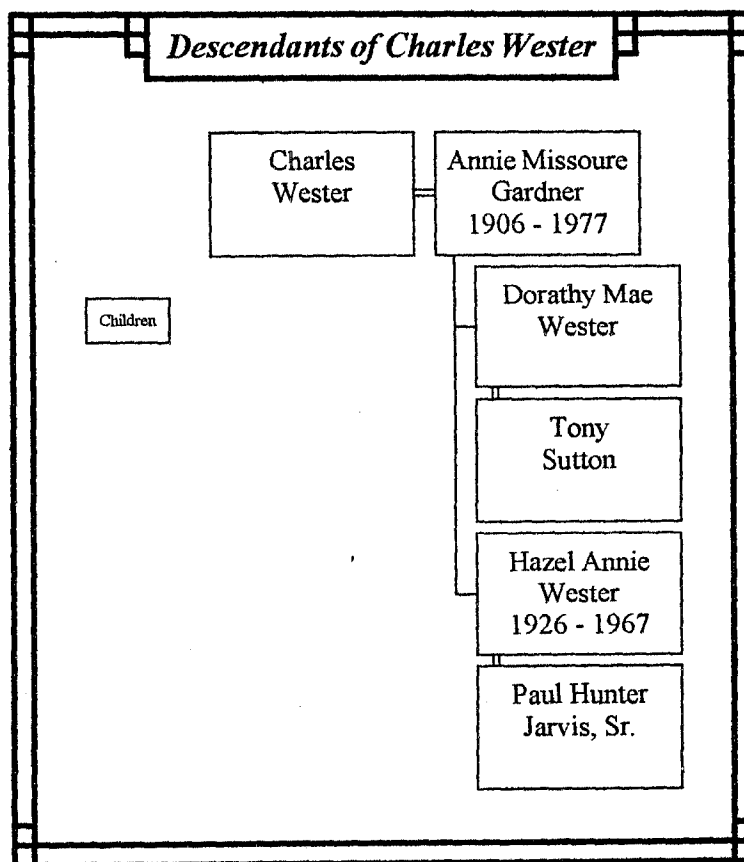 Descendants of Charles Wester
Charles
Wester
Annie Missoure
Gardner
1906 - 1977
Children
Dorathy Mae
Wester
Tony
Sutton
Hazel Annie
Wester
1926 - 1967
Paul Hunter
Jarvis, Sr.